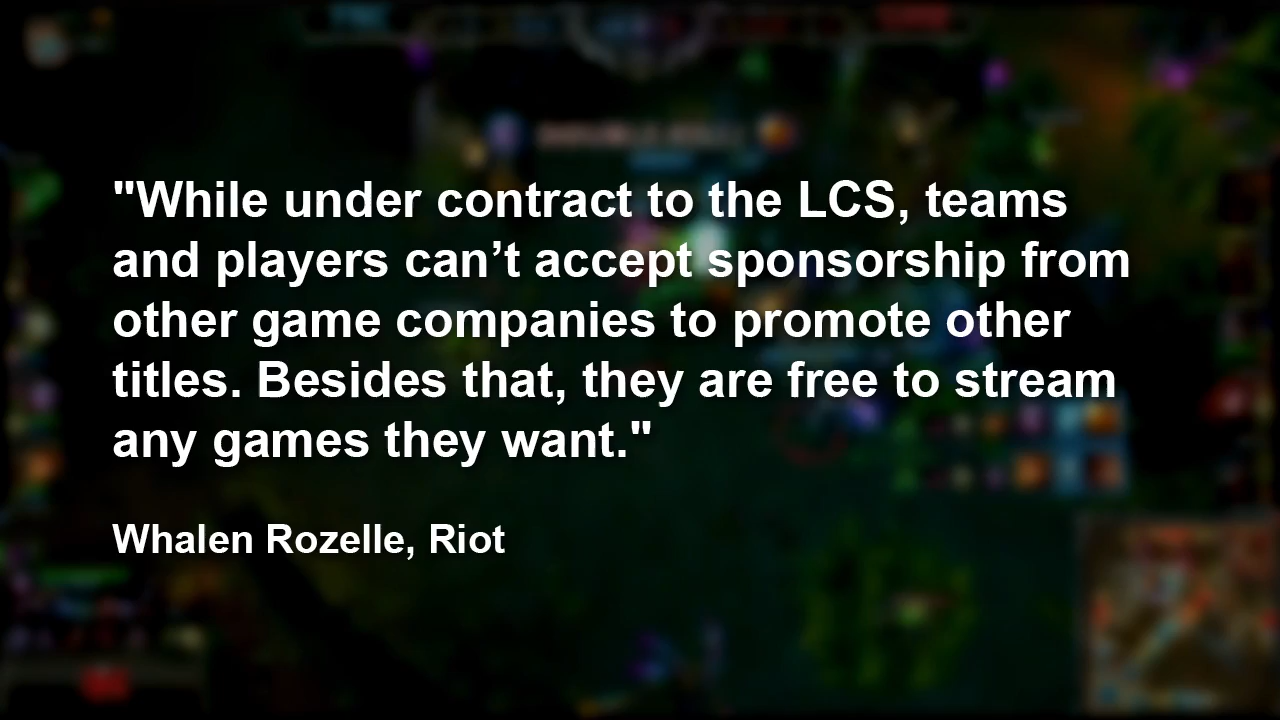 "While under contract to the LCS, teams
and players can’t accept sponsorship from
other game companies to promote other
titles. Besides that, they are free to stream
any games they want."
Whalen Rozelle, Riot